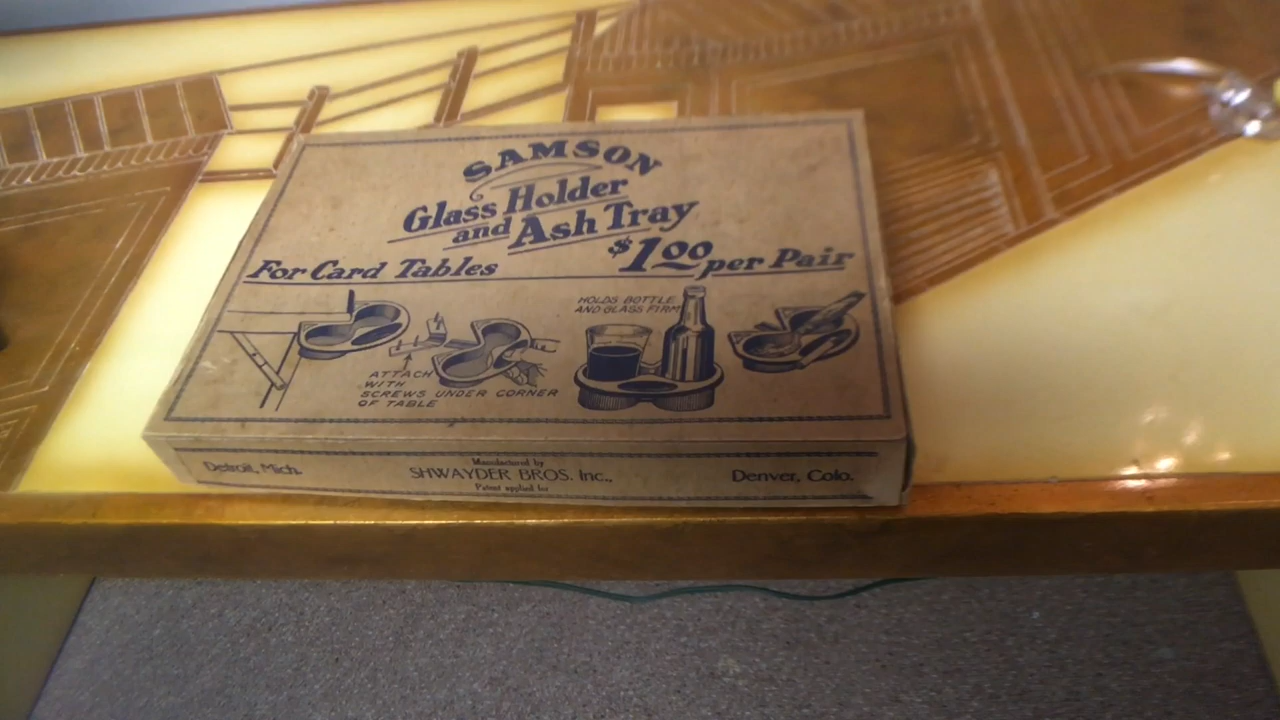 SAMSON
Glass Holder
and Ash Tray
For Card Tables
$1.00 per Pair
HOLDS BOTTLE
AND GLASS FIRM
ATTACH
WITH
SCREWS UNDER CORNER
OF TABLE
Detroit, Mich.
Manufactured by
SHWAYDER BROS. Inc.,
Patent applied for
Denver, Colo.